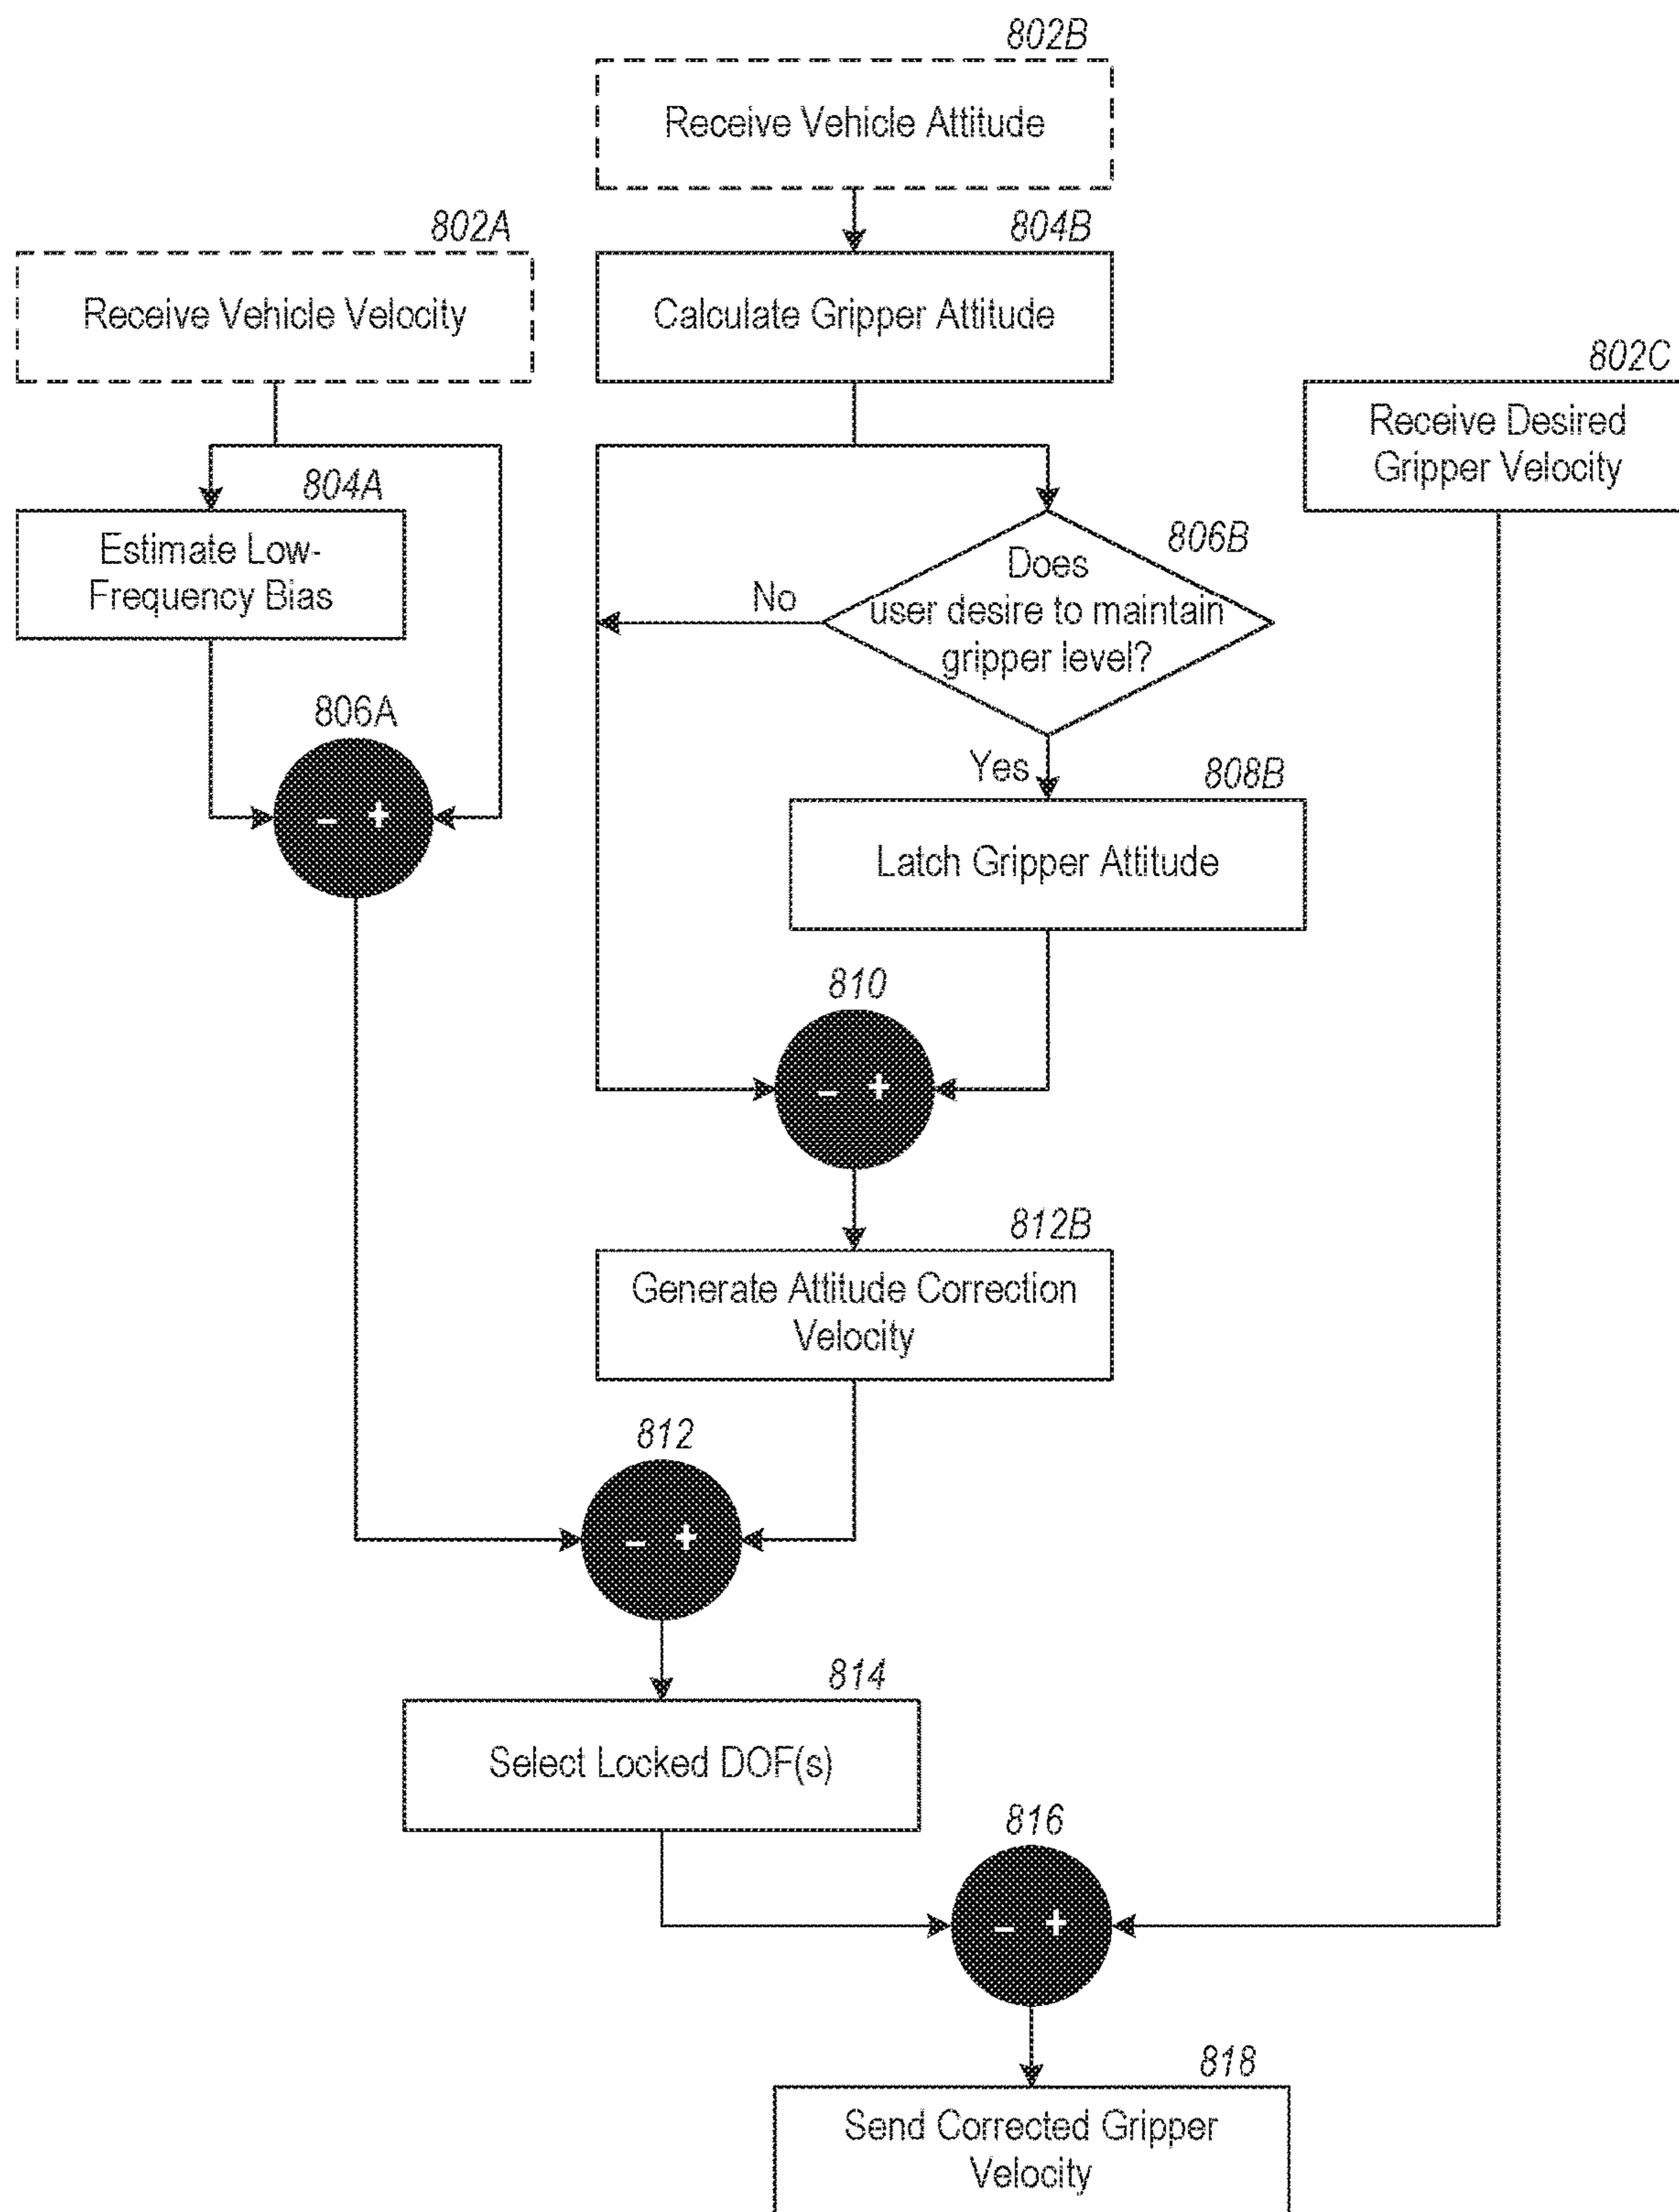 802B
Receive Vehicle Attitude
802A
804B
Receive Vehicle Velocity
Calculate Gripper Attitude
802C
Receive Desired
Gripper Velocity
804A
Estimate Low-
Frequency Bias
806B
Does
user desire to maintain
gripper level?
No
806A
- +
Yes
808B
Latch Gripper Attitude
810
- +
812B
Generate Attitude Correction
Velocity
812
- +
814
Select Locked DOF(s)
816
- +
818
Send Corrected Gripper
Velocity